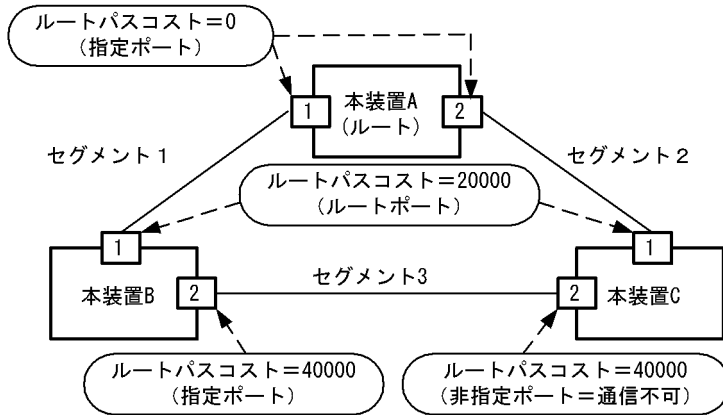 ルートパスコスト=0
(指定ポート)
1
本装置A
(ルート)
2
セグメント1
セグメント2
ルートパスコスト=20000
(ルートポート)
1
1
本装置B
2
セグメント3
2
本装置C
ルートパスコスト=40000
(指定ポート)
ルートパスコスト=40000
(非指定ポート=通信不可)